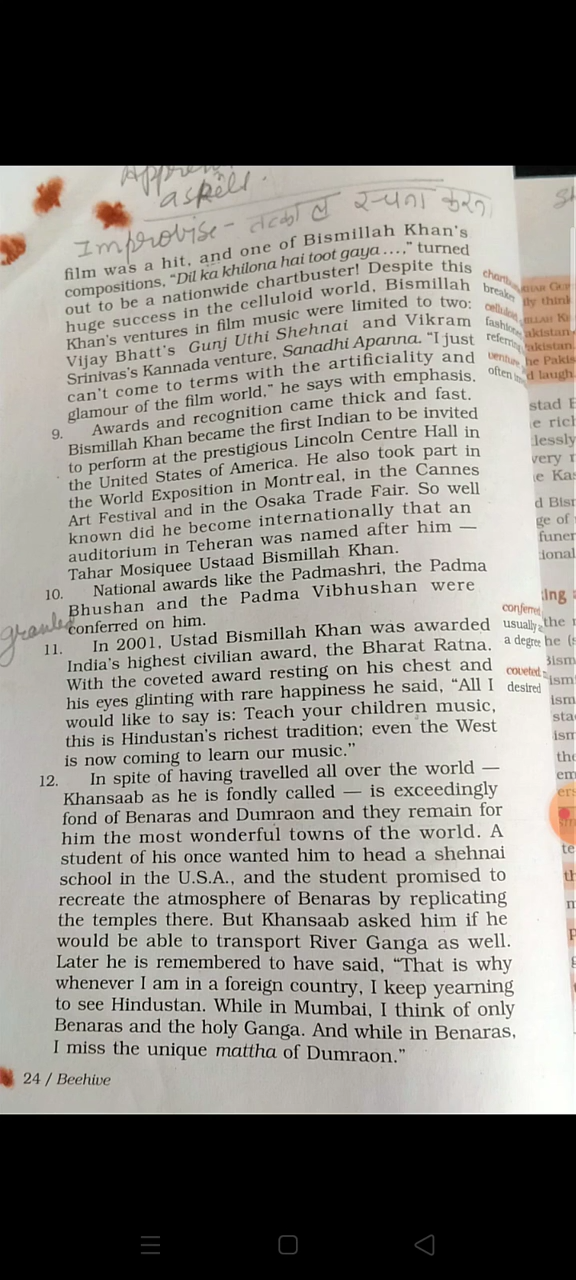 Improvise - रचना करना
film was a hit, and one of Bismillah Khan's
compositions, “Dil ka khilona hai toot gaya ....,” turned
out to be a nationwide chartbuster! Despite this
huge success in the celluloid world, Bismillah
Khan's ventures in film music were limited to two:
Vijay Bhatt's Gunj Uthi Shehnai and Vikram
Srinivas's Kannada venture, Sanadhi Apanna. “I just
can't come to terms with the artificiality and
glamour of the film world,” he says with emphasis.
9. Awards and recognition came thick and fast.
Bismillah Khan became the first Indian to be invited
to perform at the prestigious Lincoln Centre Hall in
the United States of America. He also took part in
the World Exposition in Montreal, in the Cannes
Art Festival and in the Osaka Trade Fair. So well
known did he become internationally that an
auditorium in Teheran was named after him —
Tahar Mosiquee Ustaad Bismillah Khan.
10. National awards like the Padmashri, the Padma
Bhushan and the Padma Vibhushan were
conferred on him.
granted
11. In 2001, Ustad Bismillah Khan was awarded
India's highest civilian award, the Bharat Ratna.
With the coveted award resting on his chest and
his eyes glinting with rare happiness he said, “All I
would like to say is: Teach your children music,
this is Hindustan's richest tradition; even the West
is now coming to learn our music.”
12. In spite of having travelled all over the world —
Khansaab as he is fondly called — is exceedingly
fond of Benaras and Dumraon and they remain for
him the most wonderful towns of the world. A
student of his once wanted him to head a shehnai
school in the U.S.A., and the student promised to
recreate the atmosphere of Benaras by replicating
the temples there. But Khansaab asked him if he
would be able to transport River Ganga as well.
Later he is remembered to have said, “That is why
whenever I am in a foreign country, I keep yearning
to see Hindustan. While in Mumbai, I think of only
Benaras and the holy Ganga. And while in Benaras,
I miss the unique mattha of Dumraon.”
24 / Beehive
conferred
usually
a degree
coveted
desired